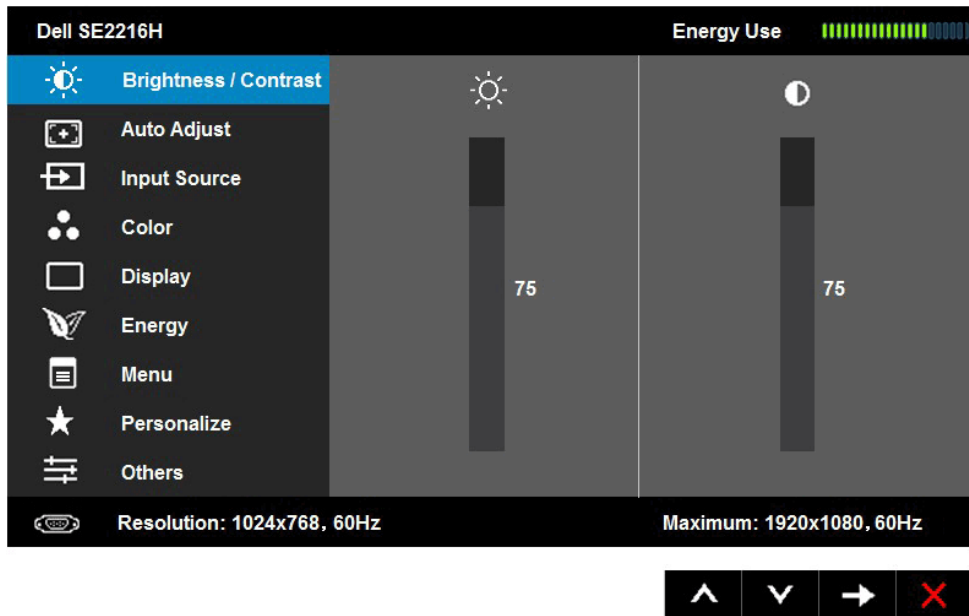 Dell SE2216H Energy Use
Brightness / Contrast
Auto Adjust
Input Source
Color
Display
75 75
Energy
Menu
Personalize
Others
Resolution: 1024x768, 60Hz Maximum: 1920x1080, 60Hz